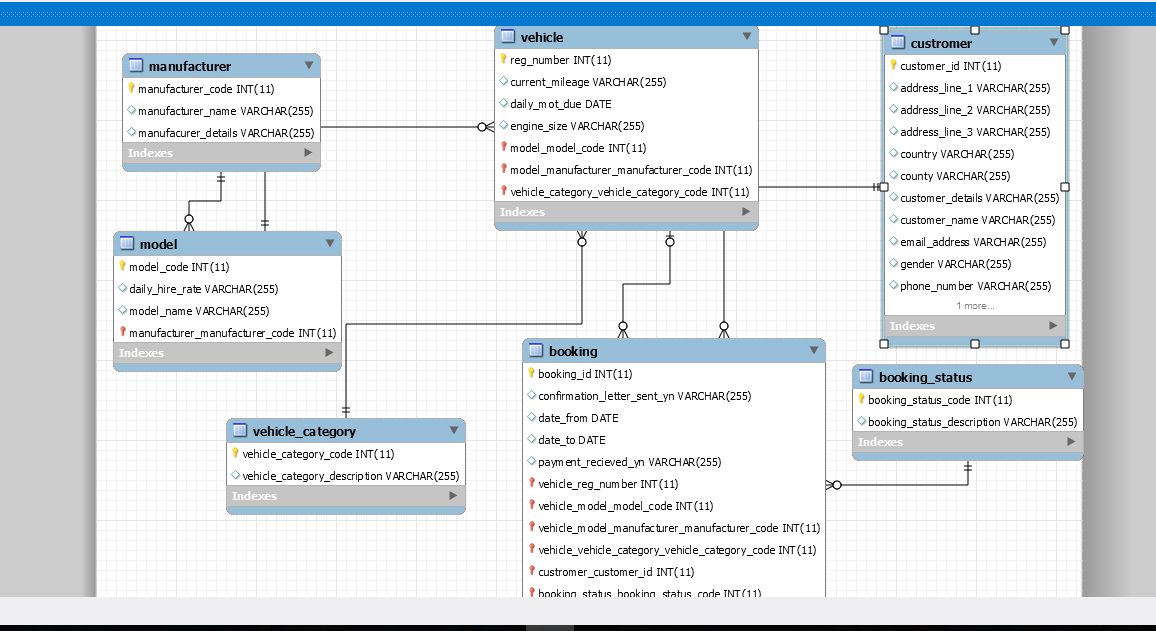 manufacturer
manufacturer_code INT(11)
manufacturer_name VARCHAR(255)
manufacurer_details VARCHAR(255)
Indexes
vehicle
reg_number INT(11)
current_mileage VARCHAR(255)
daily_mot_due DATE
engine_size VARCHAR(255)
model_model_code INT(11)
model_manufacturer_manufacturer_code INT(11)
vehicle_category_vehicle_category_code INT(11)
Indexes
custromer
customer_id INT(11)
address_line_1 VARCHAR(255)
address_line_2 VARCHAR(255)
address_line_3 VARCHAR(255)
country VARCHAR(255)
county VARCHAR(255)
customer_details VARCHAR(255)
customer_name VARCHAR(255)
email_address VARCHAR(255)
gender VARCHAR(255)
phone_number VARCHAR(255)
1 more...
Indexes
model
model_code INT(11)
daily_hire_rate VARCHAR(255)
model_name VARCHAR(255)
manufacturer_manufacturer_code INT(11)
Indexes
vehicle_category
vehicle_category_code INT(11)
vehicle_category_description VARCHAR(255)
Indexes
booking
booking_id INT(11)
confirmation_letter_sent_yn VARCHAR(255)
date_from DATE
date_to DATE
payment_recieved_yn VARCHAR(255)
vehicle_reg_number INT(11)
vehicle_model_model_code INT(11)
vehicle_model_manufacturer_manufacturer_code INT(11)
vehicle_vehicle_category_vehicle_category_code INT(11)
custromer_customer_id INT(11)
booking_status_booking_status_code INT(11)
booking_status
booking_status_code INT(11)
booking_status_description VARCHAR(255)
Indexes